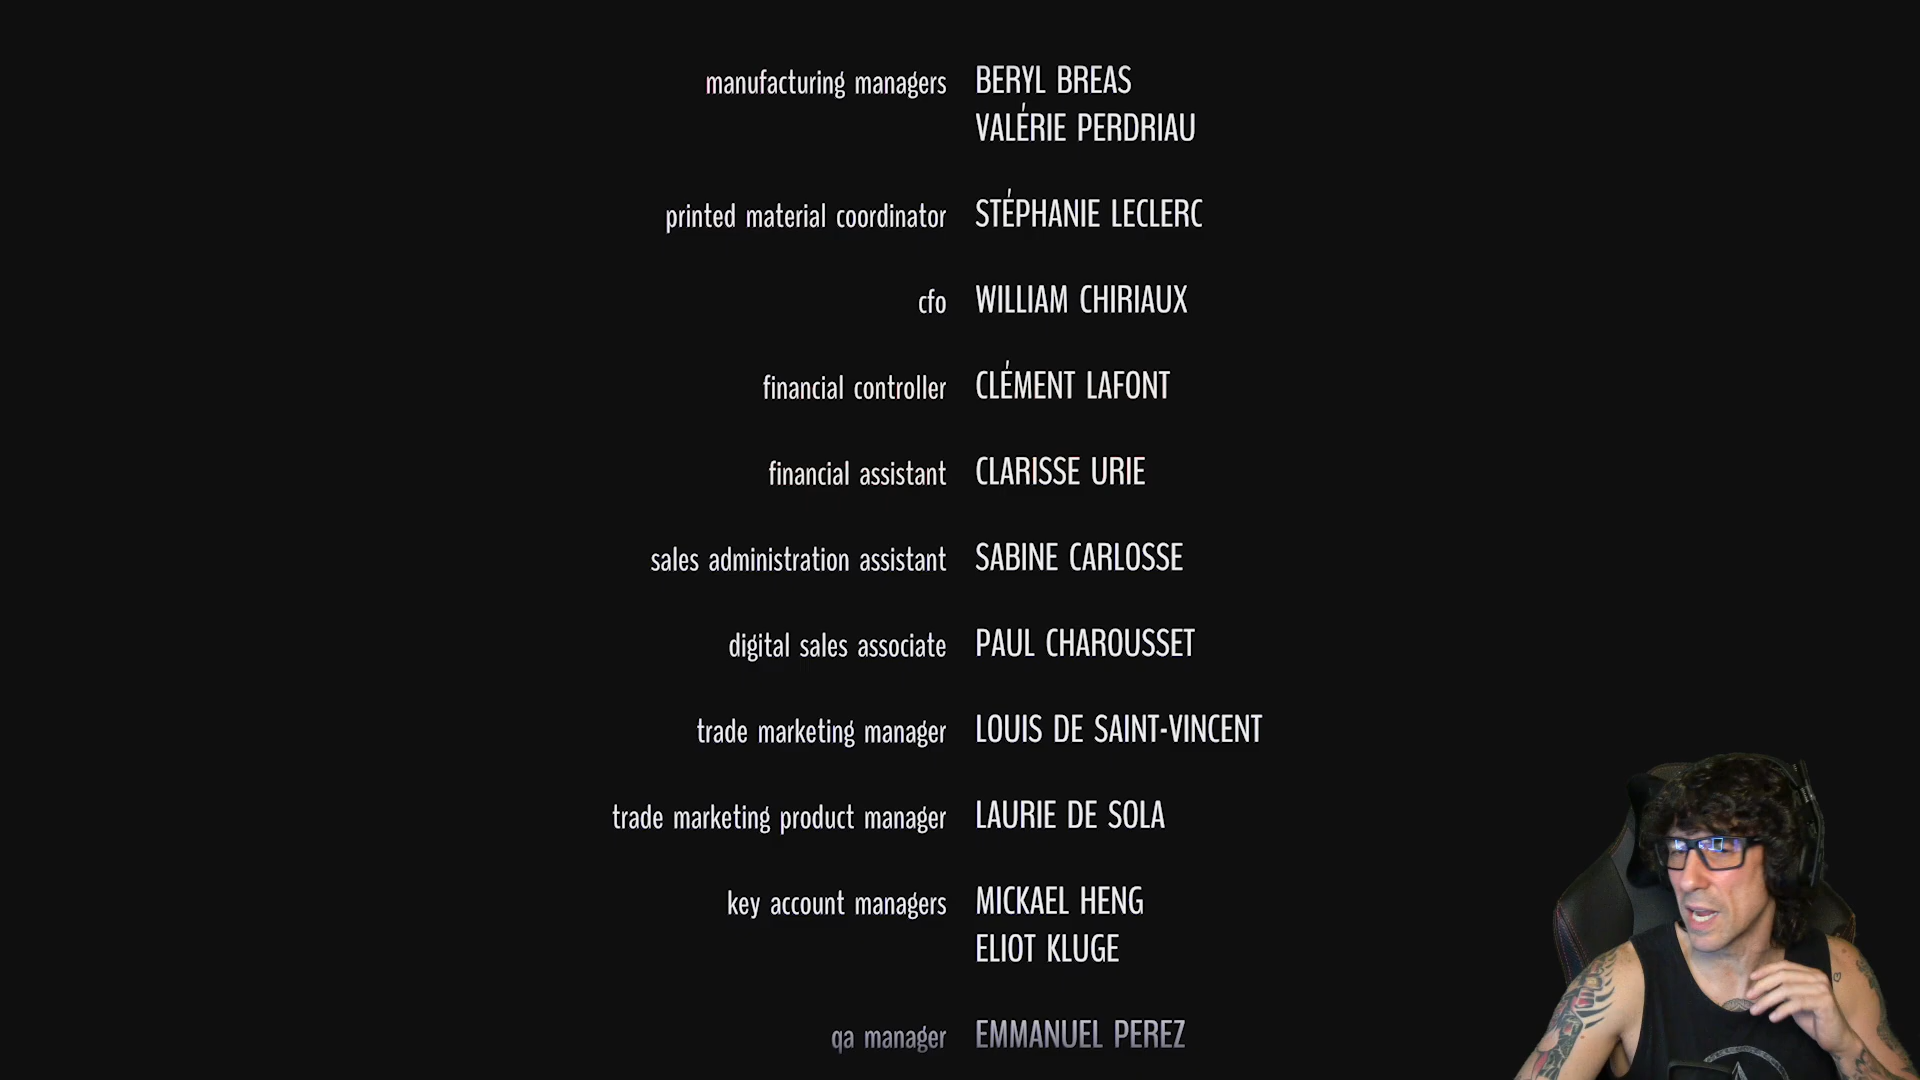 manufacturing managers BERYL BREAS
VALÉRIE PERDRIAU
printed material coordinator STÉPHANIE LECLERC
cfo WILLIAM CHIRIAUX
financial controller CLÉMENT LAFONT
financial assistant CLARISSE URIE
sales administration assistant SABINE CARLOSSE
digital sales associate PAUL CHAROUSSET
trade marketing manager LOUIS DE SAINT-VINCENT
trade marketing product manager LAURIE DE SOLA
key account managers MICKAEL HENG
ELIOT KLUGE
qa manager EMMANUEL PEREZ